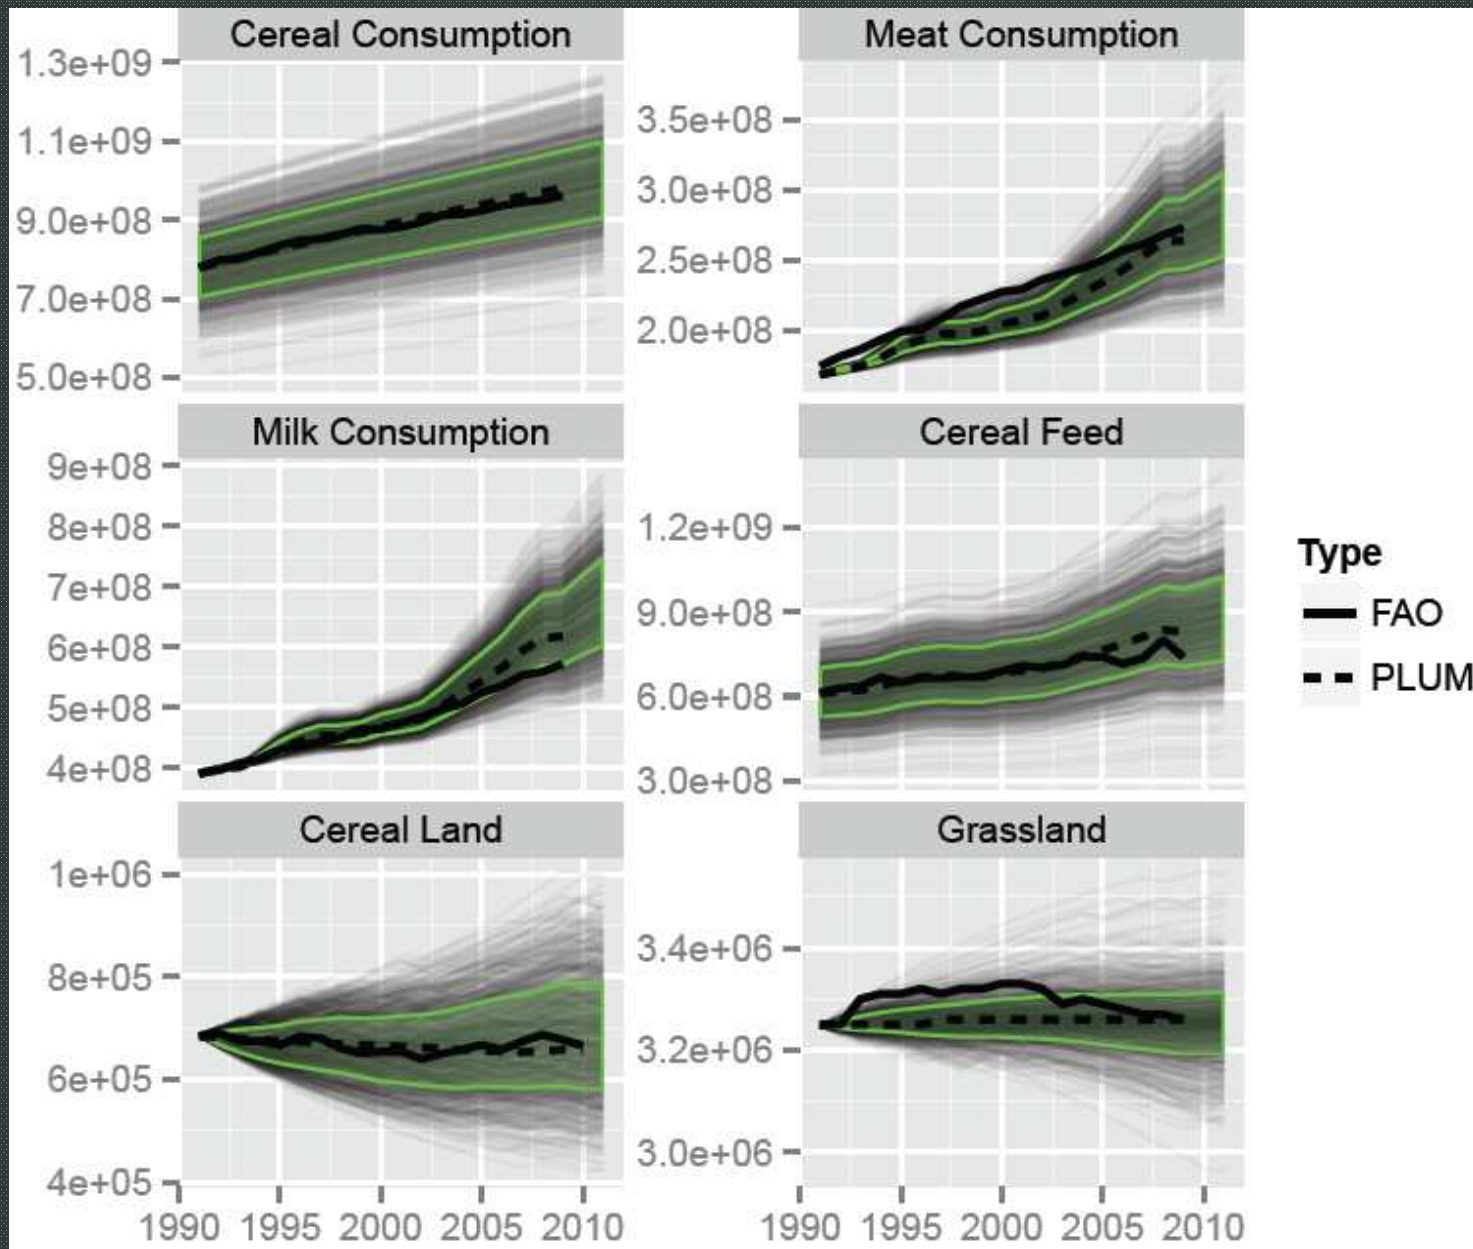 Cereal Consumption
1.3e+09
1.1e+09
9.0e+08
7.0e+08
5.0e+08
Meat Consumption
3.5e+08
3.0e+08
2.5e+08
2.0e+08
Milk Consumption
9e+08
8e+08
7e+08
6e+08
5e+08
4e+08
Cereal Feed
1.2e+09
9.0e+08
6.0e+08
3.0e+08
Cereal Land
1e+06
8e+05
6e+05
4e+05
1990 1995 2000 2005 2010
Grassland
3.4e+06
3.2e+06
3.0e+06
1990 1995 2000 2005 2010
Type
FAO
PLUM